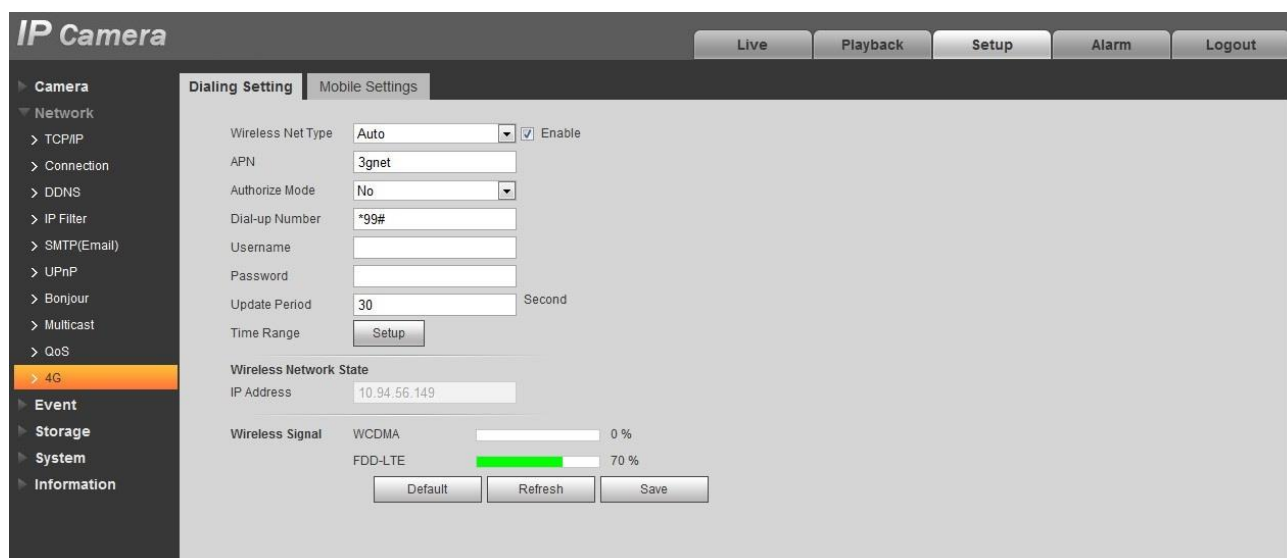 IP Camera
Live Playback Setup Alarm Logout
Camera
Network
TCP/IP
Connection
DDNS
IP Filter
SMTP(Email)
UPnP
Bonjour
Multicast
QoS
4G
Event
Storage
System
Information
Dialing Setting Mobile Settings
Wireless Net Type Auto Enable
APN 3gnet
Authorize Mode No
Dial-up Number *99#
Username
Password
Update Period 30 Second
Time Range Setup
Wireless Network State
IP Address 10.94.56.149
Wireless Signal WCDMA 0 %
FDD-LTE 70 %
Default Refresh Save